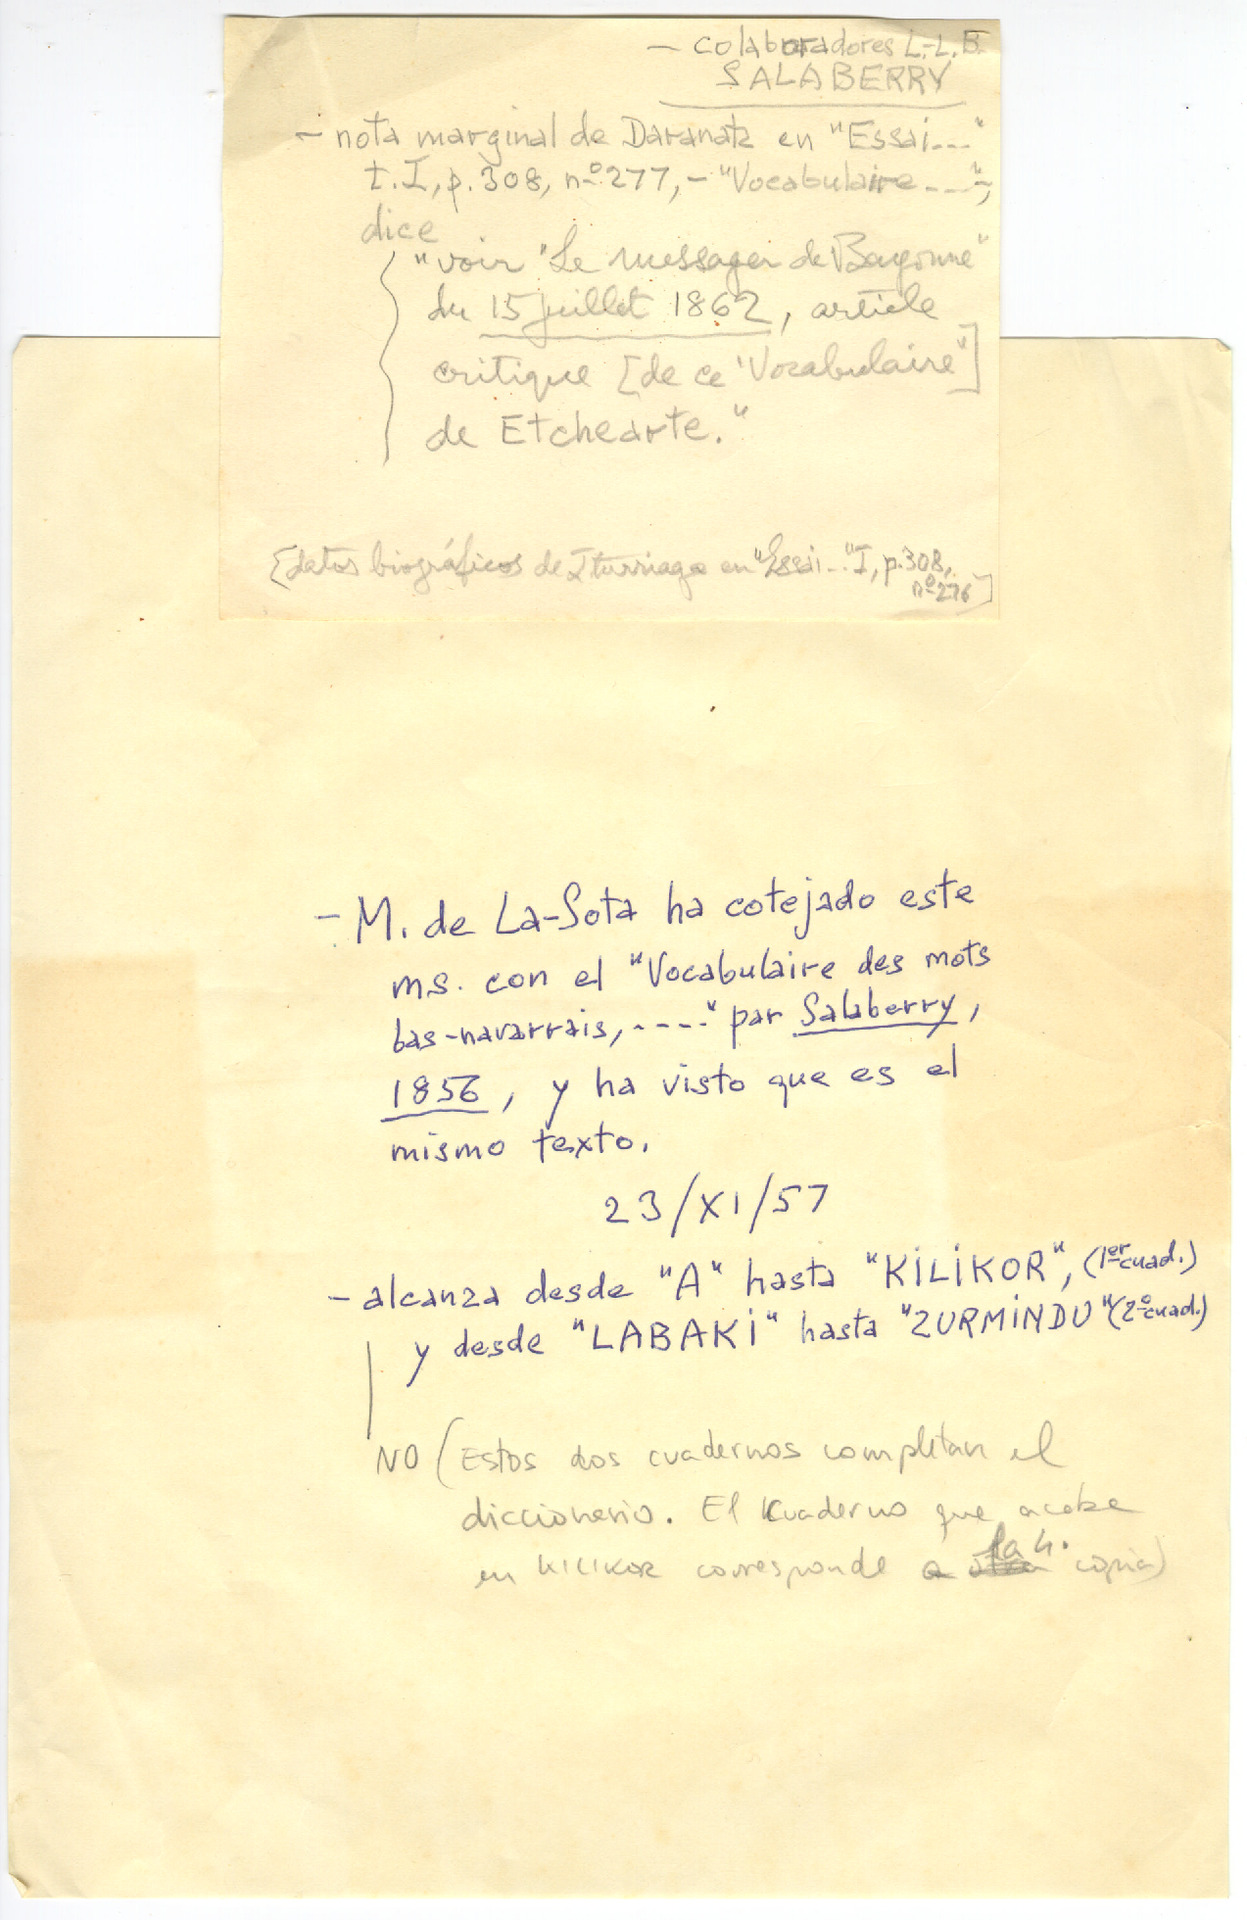 — colaboradores L.-L.B.
SALABERRY
— nota marginal de Daranatz en "Essai..."
t.I, p.308, nº 277, - "Vocabulaire ----",
dice
"voir "Le messager de Bayonne"
du 15 juillet 1862, article
critique [de ce "Vocabulaire"]
de Etchearte."
[datos biográficos de Iturriaga en "Essai..." I, p.308,
nº 276]
- M. de La-Sota ha cotejado este
ms. con el "Vocabulaire des mots
bas-navarrais, ----" par Salaberry,
1856, y ha visto que es el
mismo texto.
23/XI/57
- alcanza desde "A" hasta "KILIKOR", (1er cuad.)
y desde "LABAKI" hasta "ZURMINDU" (2º cuad.)
NO (Estos dos cuadernos completan el
diccionario. El cuaderno que acaba
en KILIKOR corresponde a la 4. copia)